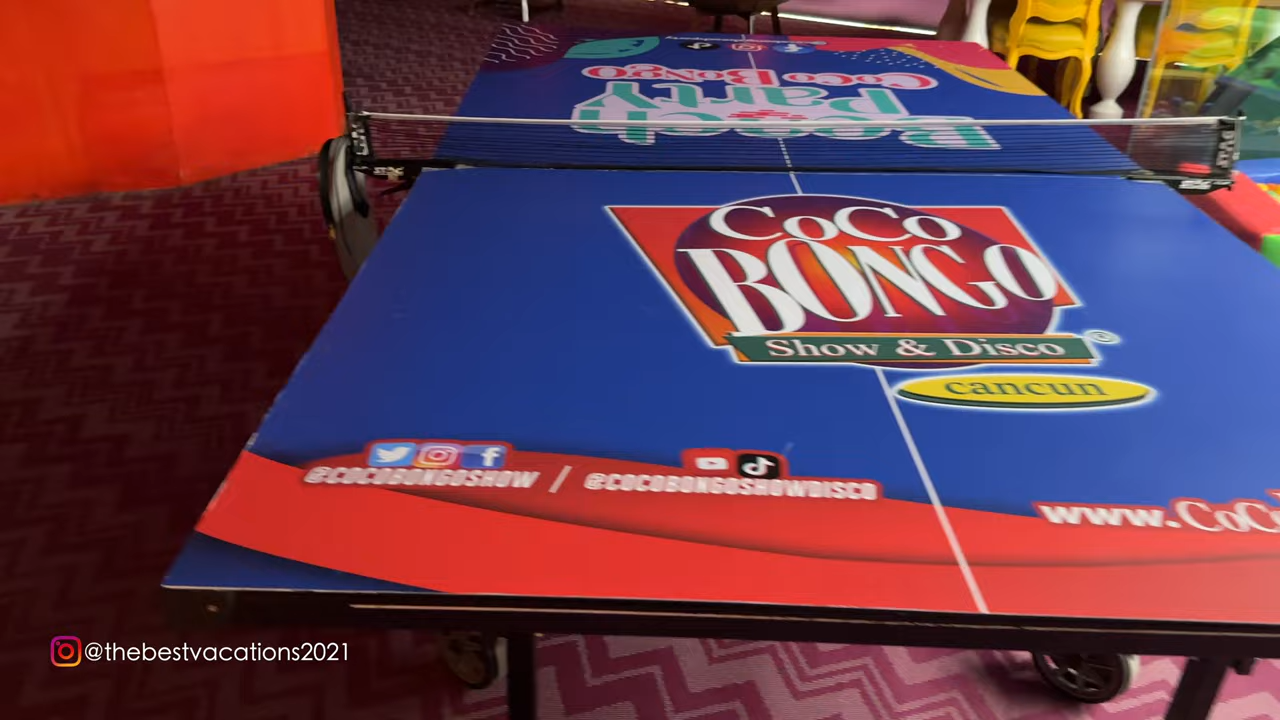 CoCo BONGO
Party
Beach
CoCo
BONGO
Show & Disco
®
cancun
@COCOBONGOSHOW / @COCOBONGOSHOWDISCO
www.CoC
@thebestvacations2021